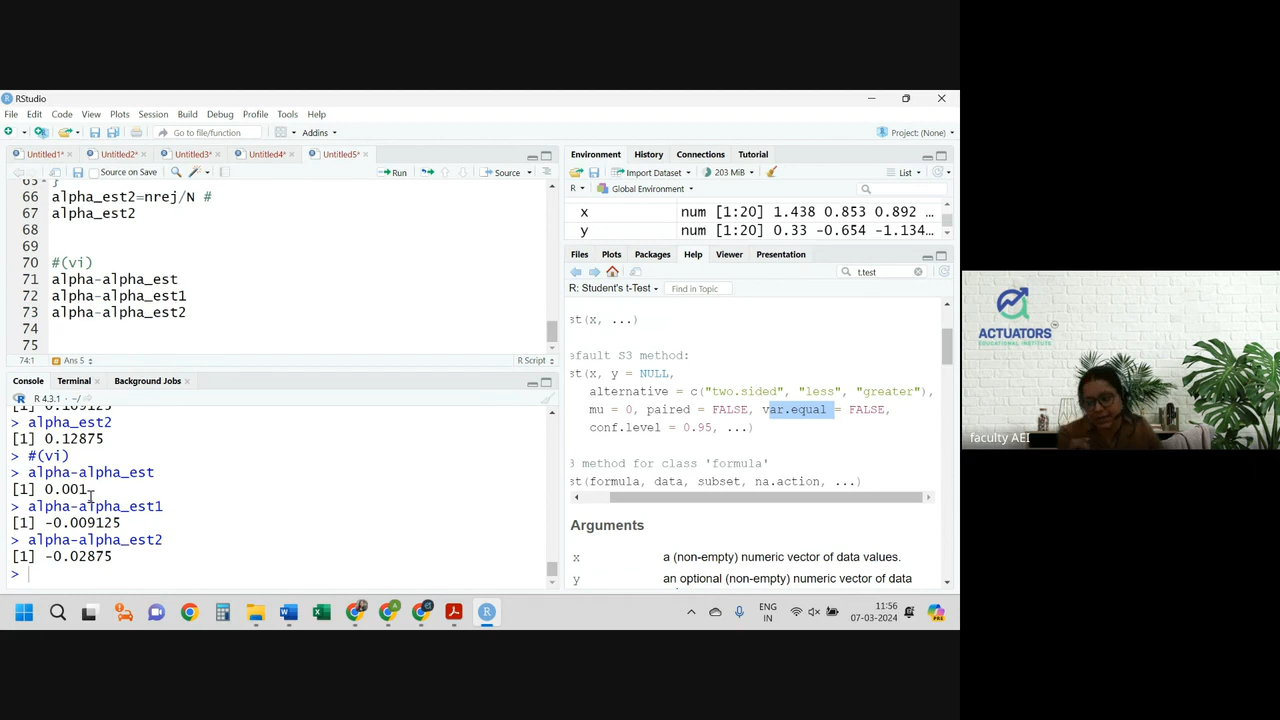 RStudio
File Edit Code View Plots Session Build Debug Profile Tools Help
Go to file/function
Addins
Project: (None)
Untitled1* Untitled2* Untitled3* Untitled4* Untitled5*
Source on Save
Run
Source
65 }
66 alpha_est2=nrej/N #
67 alpha_est2
68
69
70 #(vi)
71 alpha-alpha_est
72 alpha-alpha_est1
73 alpha-alpha_est2
74
75
74:1 Ans 5 R Script
Console Terminal Background Jobs
R 4.3.1 · ~/
[1] 0.109125
> alpha_est2
[1] 0.12875
> #(vi)
> alpha-alpha_est
[1] 0.001
> alpha-alpha_est1
[1] -0.009125
> alpha-alpha_est2
[1] -0.02875
>
Environment History Connections Tutorial
Import Dataset 203 MiB List
R Global Environment
x num [1:20] 1.438 0.853 0.892 …
y num [1:20] 0.33 -0.654 -1.134…
Files Plots Packages Help Viewer Presentation
t.test
R: Student's t-Test Find in Topic
st(x, ...)
efault S3 method:
st(x, y = NULL,
alternative = c("two.sided", "less", "greater"),
mu = 0, paired = FALSE, var.equal = FALSE,
conf.level = 0.95, ...)
3 method for class 'formula'
st(formula, data, subset, na.action, ...)
Arguments
x a (non-empty) numeric vector of data values.
y an optional (non-empty) numeric vector of data
ENG
IN
11:56
07-03-2024
ACTUATORS
EDUCATIONAL INSTITUTE
faculty AEI